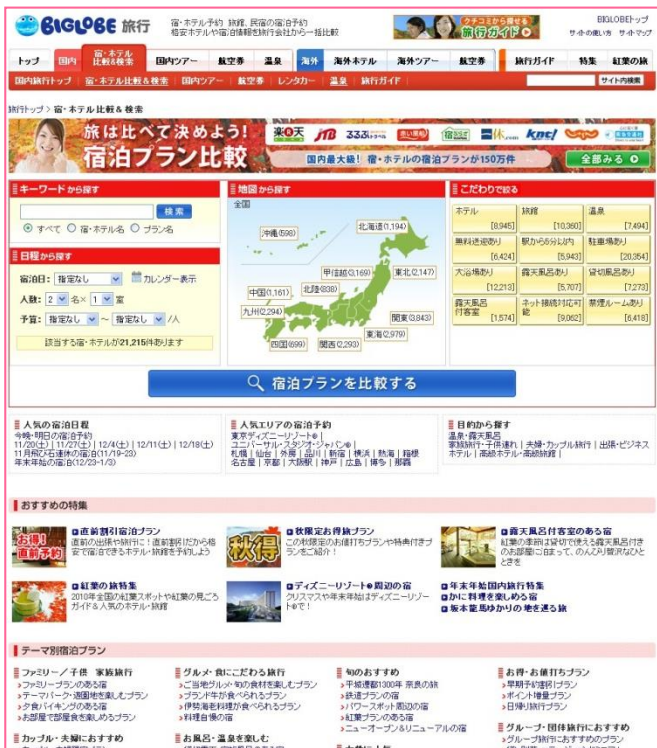 BIGLOBE 旅行
宿・ホテル予約 旅館、民宿の宿泊予約
格安ホテルや宿泊情報を旅行会社から一括比較
クチコミから探せる!
旅行ガイド
BIGLOBEトップ
サイトの使い方 サイトマップ
トップ 国内 宿・ホテル比較&検索 国内ツアー 航空券 温泉 海外 海外ホテル 海外ツアー 航空券 旅行ガイド 特集 紅葉の旅
国内旅行トップ | 宿・ホテル比較&検索 | 国内ツアー | 航空券 | レンタカー | 温泉 | 旅行ガイド
サイト内検索
旅行トップ > 宿・ホテル比較&検索
旅は比べて決めよう!
宿泊プラン比較
楽天 JTB 333トラベル 赤い風船 一休.com knt!
国内最大級! 宿・ホテルの宿泊プランが150万件
全部みる
キーワードから探す
検索
すべて 宿・ホテル名 プラン名
日程から探す
宿泊日: 指定なし カレンダー表示
人数: 2 名× 1 室
予算: 指定なし ~ 指定なし /人
該当する宿・ホテルが21,215件あります
地図から探す
全国
沖縄(598)
北海道(1,194)
甲信越(3,169)
東北(2,147)
中国(1,161)
北陸(838)
九州(2,294)
関東(3,843)
東海(2,979)
四国(699)
関西(2,293)
こだわりで絞る
ホテル [8,945]
旅館 [10,360]
温泉 [7,494]
無料送迎あり [6,424]
駅から5分以内 [5,943]
駐車場あり [20,354]
大浴場あり [12,213]
露天風呂あり [5,707]
貸切風呂あり [7,273]
露天風呂付客室 [1,574]
ネット接続対応可能 [9,062]
禁煙ルームあり [6,418]
宿泊プランを比較する
人気の宿泊日程
今晩・明日の宿泊予約
11/20(土) | 11/27(土) | 12/4(土) | 12/11(土) | 12/18(土)
11月飛び石連休の宿泊(11/19-23)
年末年始の宿泊(12/23-1/3)
人気エリアの宿泊予約
東京ディズニーリゾート®
ユニバーサル・スタジオ・ジャパン®
札幌 | 仙台 | 外房 | 品川 | 新宿 | 横浜 | 熱海 | 箱根
名古屋 | 京都 | 大阪駅 | 神戸 | 広島 | 博多 | 那覇
目的から探す
温泉・露天風呂
家族旅行・子供連れ | 夫婦・カップル旅行 | 出張・ビジネスホテル | 高級ホテル・高級旅館 |
おすすめの特集
お得!
直前予約
直前割引宿泊プラン
直前の出張や旅行に!直前割引だから格安で宿泊できるホテル・旅館を予約しよう
秋得
秋限定お得旅プラン
この秋限定のお値打ちプランや特典付きプランをご紹介!
露天風呂付客室のある宿
紅葉の季節は貸切で使える露天風呂付きのお部屋に泊まって、のんびり贅沢なひとときを
紅葉の旅特集
2010年全国の紅葉スポットや紅葉の見ごろガイド&人気のホテル・旅館
ディズニーリゾート®周辺の宿
クリスマスや年末年始はディズニーリゾート®で!
年末年始国内旅行特集
かに料理を楽しめる宿
坂本龍馬ゆかりの地を巡る旅
テーマ別宿泊プラン
ファミリー/子供 家族旅行
ファミリープランのある宿
テーマパーク・遊園地を楽しむプラン
夕食バイキングのある宿
お部屋で部屋食を楽しめるプラン
グルメ・食にこだわる旅行
ご当地グルメ・旬の食材を楽しむプラン
ブランド牛が食べられるプラン
伊勢海老料理が食べられるプラン
料理自慢の宿
旬のおすすめ
平城遷都1300年 奈良の旅
鉄道プランの宿
パワースポット周辺の宿
紅葉プランのある宿
ニューオープン&リニューアルの宿
お得・お値打ちプラン
早期予約割引プラン
ポイント増量プラン
日帰り旅行プラン
カップル・夫婦におすすめ
お風呂・温泉を楽しむ
グループ・団体旅行におすすめ
グループ旅行におすすめのプラン